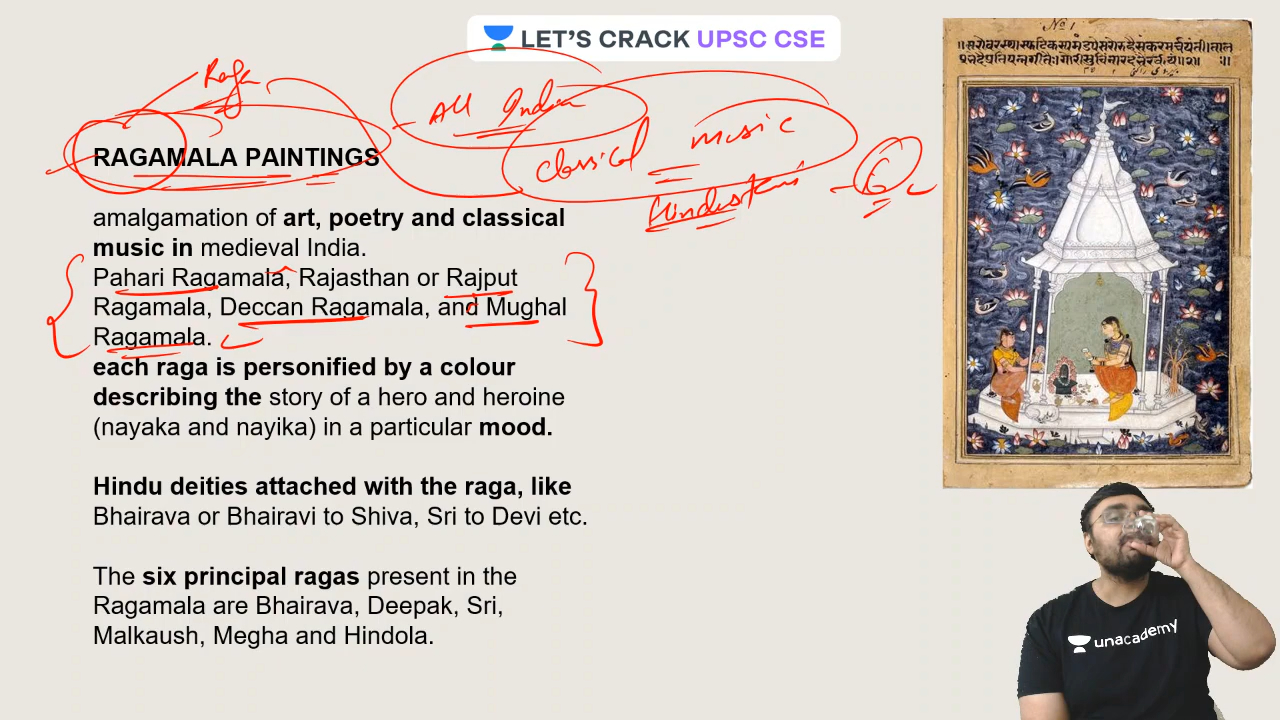 LET'S CRACK UPSC CSE
Raga
All India
classical music
Hindustani
6
RAGAMALA PAINTINGS
amalgamation of art, poetry and classical
music in medieval India.
Pahari Ragamala, Rajasthan or Rajput
Ragamala, Deccan Ragamala, and Mughal
Ragamala.
each raga is personified by a colour
describing the story of a hero and heroine
(nayaka and nayika) in a particular mood.
Hindu deities attached with the raga, like
Bhairava or Bhairavi to Shiva, Sri to Devi etc.
The six principal ragas present in the
Ragamala are Bhairava, Deepak, Sri,
Malkaush, Megha and Hindola.
unacademy